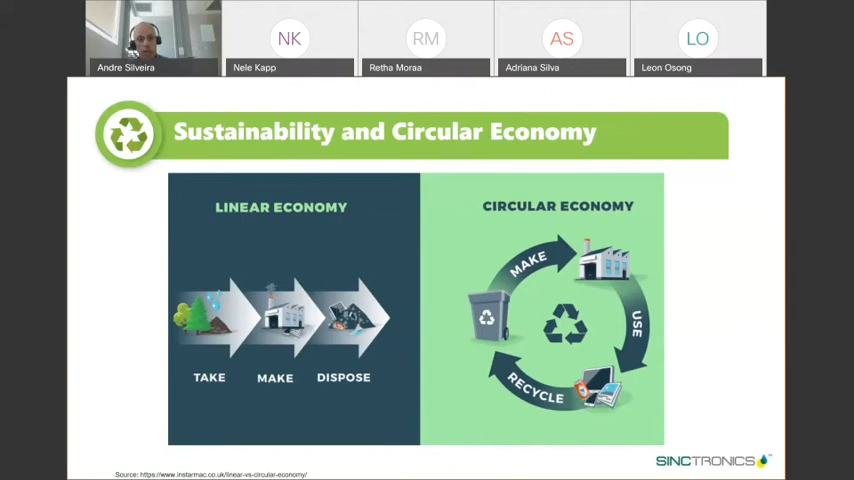 NK
RM
AS
LO
Andre Silveira
Nele Kapp
Retha Moraa
Adriana Silva
Leon Osong
Sustainability and Circular Economy
LINEAR ECONOMY
TAKE
MAKE
DISPOSE
CIRCULAR ECONOMY
MAKE
USE
RECYCLE
Source: https://www.instarmac.co.uk/linear-vs-circular-economy/
SINCTRONICS